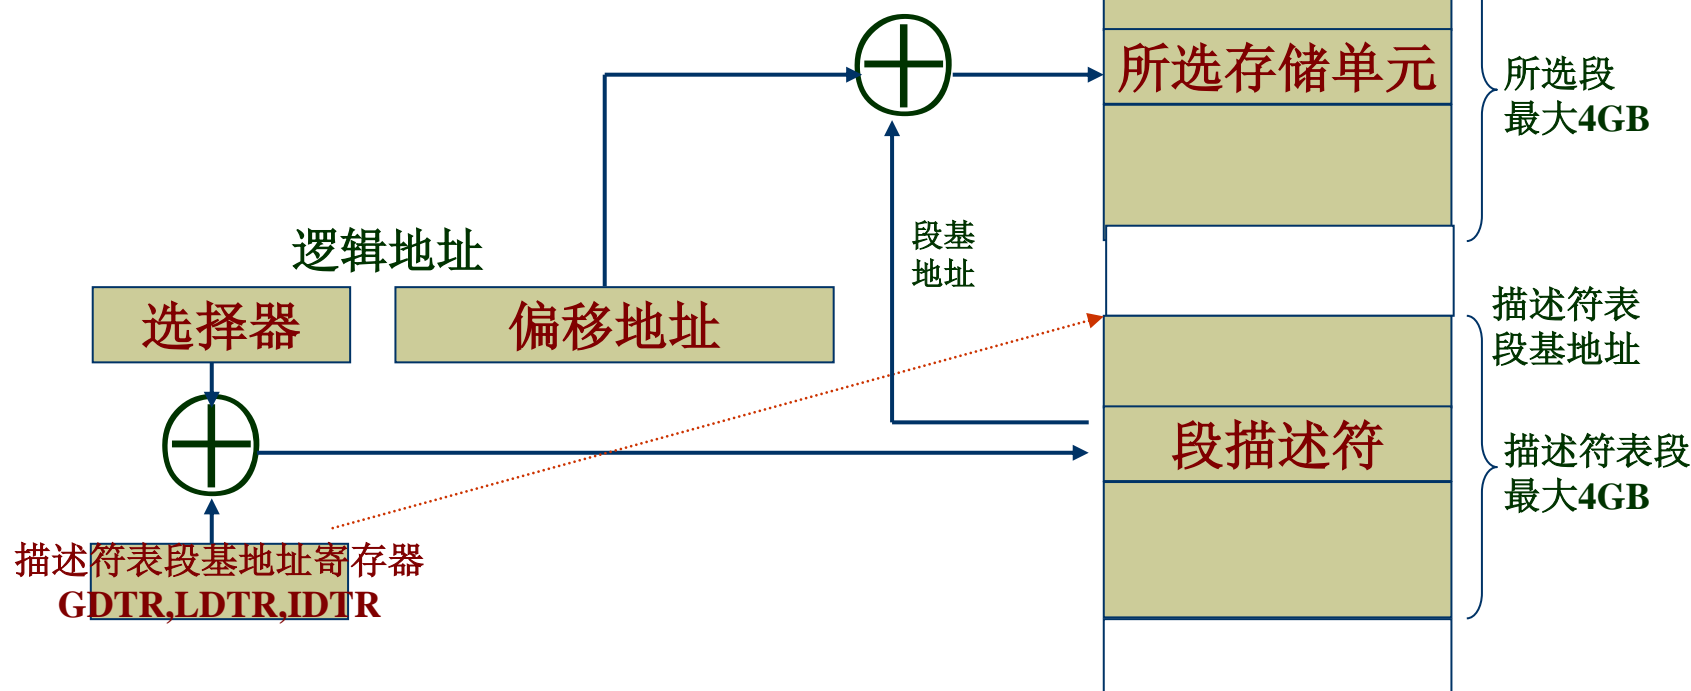 所选存储单元
所选段
最大4GB
段基
地址
逻辑地址
选择器
偏移地址
描述符表
段基地址
段描述符
描述符表段
最大4GB
描述符表段基地址寄存器
GDTR,LDTR,IDTR